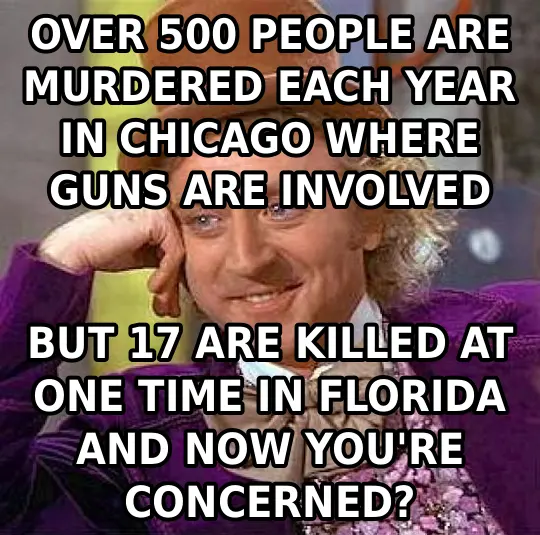 OVER 500 PEOPLE ARE
MURDERED EACH YEAR
IN CHICAGO WHERE
GUNS ARE INVOLVED
BUT 17 ARE KILLED AT
ONE TIME IN FLORIDA
AND NOW YOU'RE
CONCERNED?